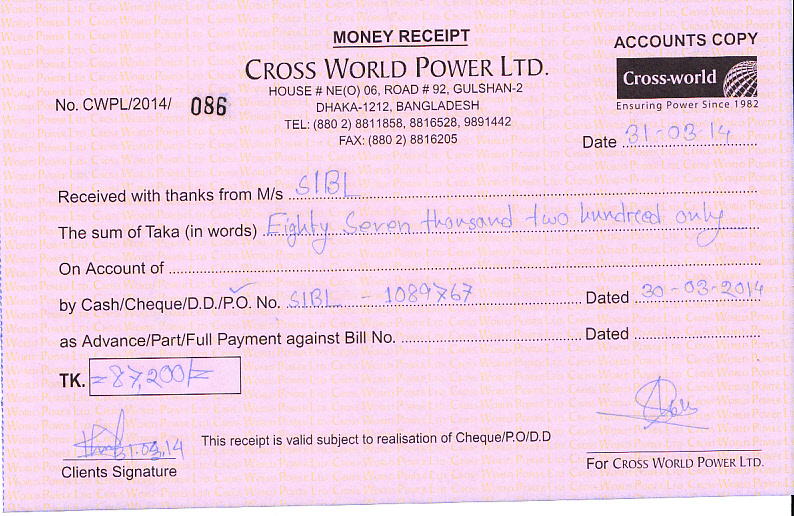 MONEY RECEIPT
ACCOUNTS COPY
CROSS WORLD POWER LTD.
Cross-world
HOUSE # NE(O) 06, ROAD # 92, GULSHAN-2
Ensuring Power Since 1982
No. CWPL/2014/ 086
DHAKA-1212, BANGLADESH
TEL: (880 2) 8811858, 8816528, 9891442
FAX: (880 2) 8816205
Date 31-03-14
Received with thanks from M/s SIBL
The sum of Taka (in words) Eighty Seven thousand two hundreed only
On Account of
by Cash/Cheque/D.D./P.O. No. SIBL - 1089767 Dated 30-03-2014
as Advance/Part/Full Payment against Bill No. Dated
TK. =87,200/=
31.03.14
This receipt is valid subject to realisation of Cheque/P.O/D.D
Clients Signature
For CROSS WORLD POWER LTD.